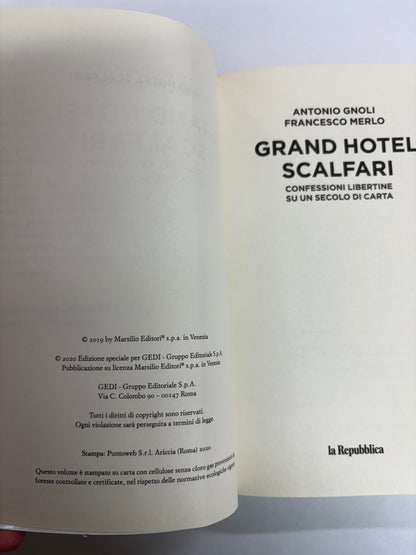 © 2019 by Marsilio Editori® s.p.a. in Venezia
© 2020 Edizione speciale per GEDI - Gruppo Editoriale S.p.A.
Pubblicazione su licenza Marsilio Editori® s.p.a. in Venezia
GEDI - Gruppo Editoriale S.p.A.
Via C. Colombo 90 – 00147 Roma
Tutti i diritti di copyright sono riservati.
Ogni violazione sarà perseguita a termini di legge.
Stampa: Puntoweb S.r.l. Ariccia (Roma) 2020
Questo volume è stampato su carta con cellulose senza cloro gas provenienti da
foreste controllate e certificate, nel rispetto delle normative ecologiche vigenti.
ANTONIO GNOLI
FRANCESCO MERLO
GRAND HOTEL
SCALFARI
CONFESSIONI LIBERTINE
SU UN SECOLO DI CARTA
la Repubblica